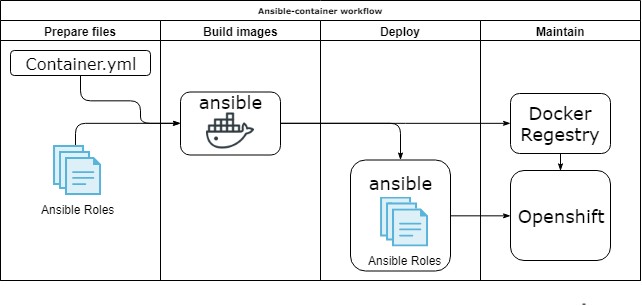 Ansible-container workflow
Prepare files
Build images
Deploy
Maintain
Container.yml
ansible
Docker
Regestry
Ansible Roles
ansible
Ansible Roles
Openshift